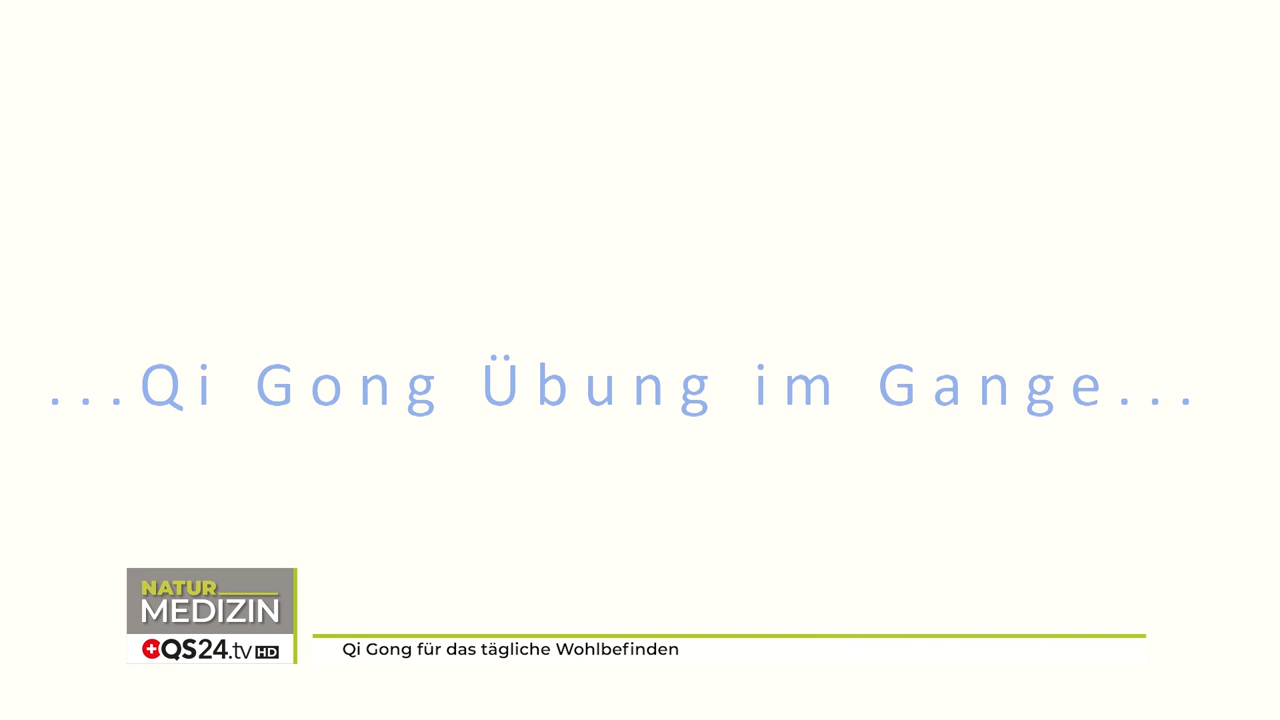 ...Qi Gong Übung im Gange...
NATUR
MEDIZIN
QS24.tv HD
Qi Gong für das tägliche Wohlbefinden